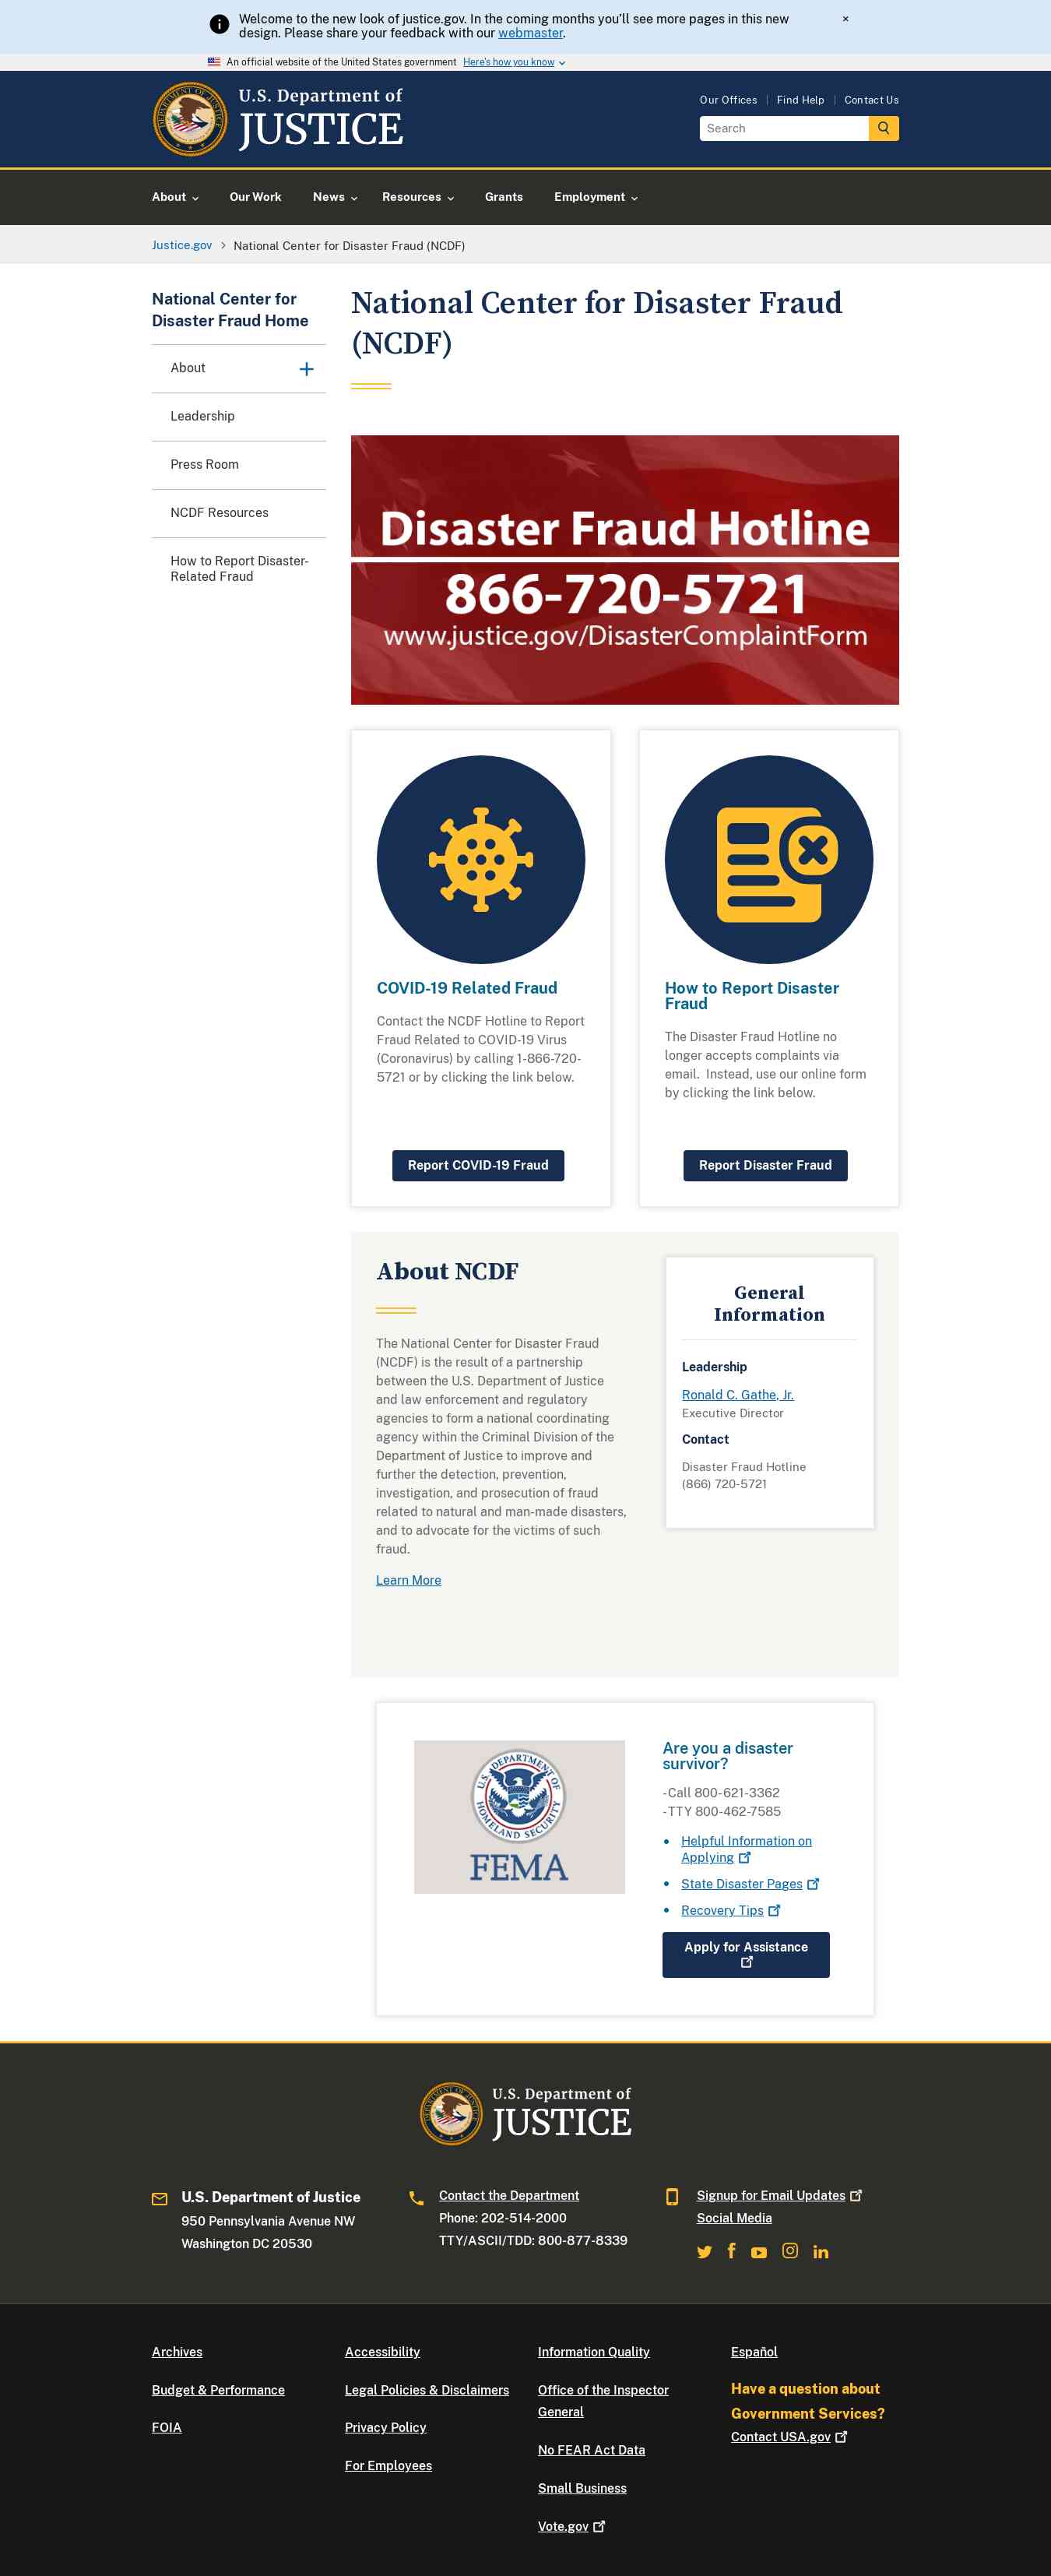 Welcome to the new look of justice.gov. In the coming months you'll see more pages in this new
design. Please share your feedback with our webmaster.
×
An official website of the United States government Here's how you know
U.S. Department of
JUSTICE
Our Offices
Find Help
Contact Us
Search
About
Our Work
News
Resources
Grants
Employment
Justice.gov
National Center for Disaster Fraud (NCDF)
National Center for
Disaster Fraud Home
About
Leadership
Press Room
NCDF Resources
How to Report Disaster-
Related Fraud
National Center for Disaster Fraud
(NCDF)
Disaster Fraud Hotline
866-720-5721
www.justice.gov/DisasterComplaintForm
COVID-19 Related Fraud
Contact the NCDF Hotline to Report
Fraud Related to COVID-19 Virus
(Coronavirus) by calling 1-866-720-
5721 or by clicking the link below.
Report COVID-19 Fraud
How to Report Disaster
Fraud
The Disaster Fraud Hotline no
longer accepts complaints via
email. Instead, use our online form
by clicking the link below.
Report Disaster Fraud
About NCDF
The National Center for Disaster Fraud
(NCDF) is the result of a partnership
between the U.S. Department of Justice
and law enforcement and regulatory
agencies to form a national coordinating
agency within the Criminal Division of the
Department of Justice to improve and
further the detection, prevention,
investigation, and prosecution of fraud
related to natural and man-made disasters,
and to advocate for the victims of such
fraud.
Learn More
General
Information
Leadership
Ronald C. Gathe, Jr.
Executive Director
Contact
Disaster Fraud Hotline
(866) 720-5721
U.S. DEPARTMENT OF
HOMELAND SECURITY
FEMA
Are you a disaster
survivor?
-Call 800-621-3362
-TTY 800-462-7585
Helpful Information on
Applying
State Disaster Pages
Recovery Tips
Apply for Assistance
U.S. Department of
JUSTICE
U.S. Department of Justice
950 Pennsylvania Avenue NW
Washington DC 20530
Contact the Department
Phone: 202-514-2000
TTY/ASCII/TDD: 800-877-8339
Signup for Email Updates
Social Media
Archives
Budget & Performance
FOIA
Accessibility
Legal Policies & Disclaimers
Privacy Policy
For Employees
Information Quality
Office of the Inspector
General
No FEAR Act Data
Small Business
Vote.gov
Español
Have a question about
Government Services?
Contact USA.gov